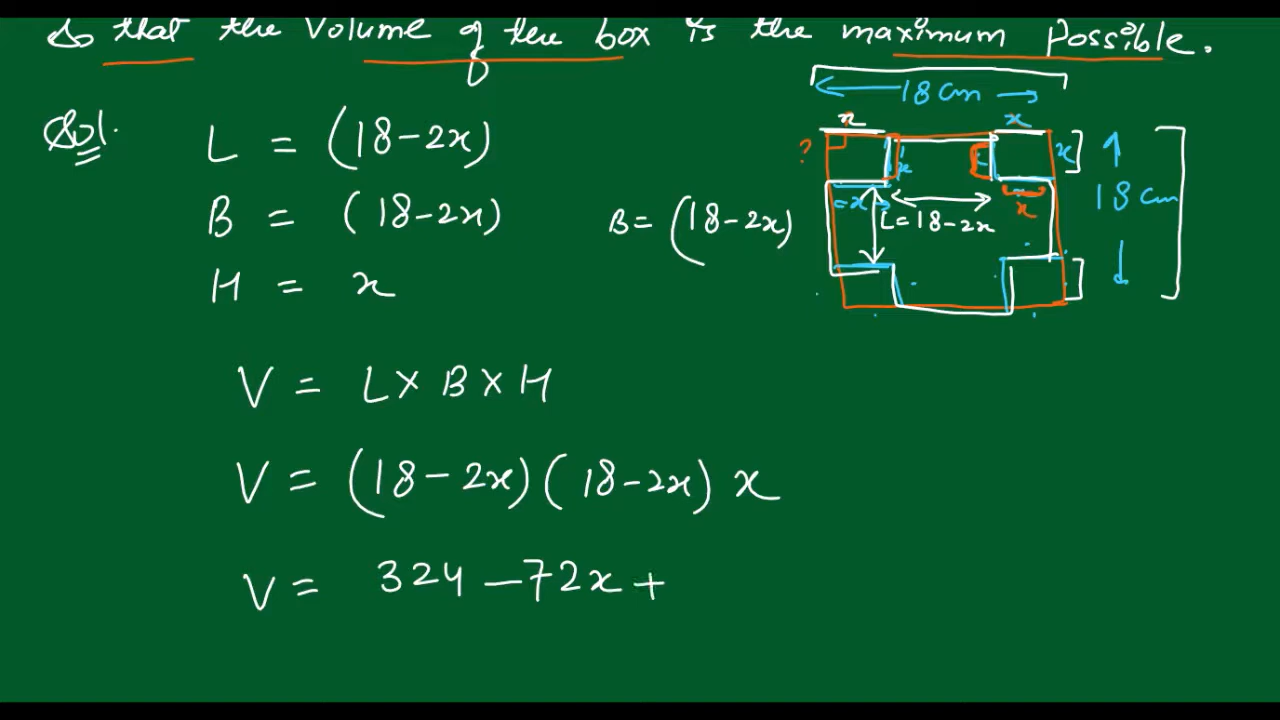 So that the volume of the box is the maximum Possible.
Sol.
L = (18-2x)
B = (18-2x)
H = x
B = (18-2x)
18 cm
x
x
?
x
x
=x
x
L=18-2x
18 cm
V = L x B x H
V = (18-2x)(18-2x) x
V = 324 -72x +